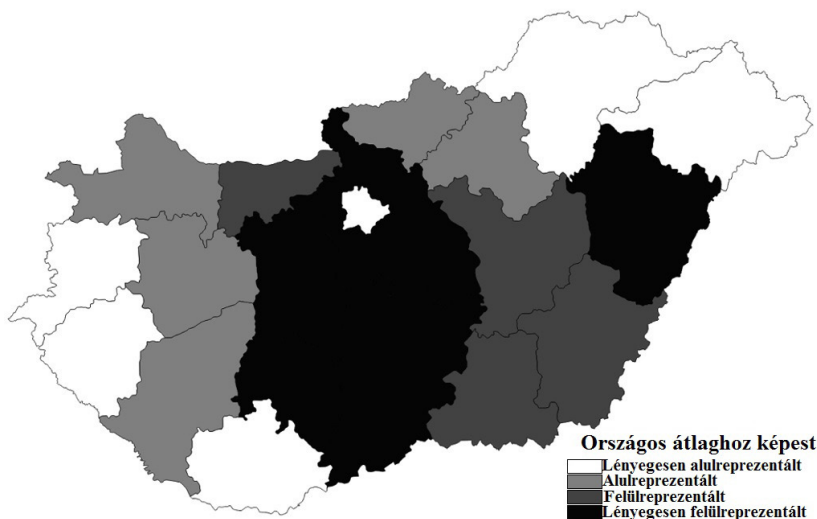 Országos átlaghoz képest
Lényegesen alulreprezentált
Alulreprezentált
Felülreprezentált
Lényegesen felülreprezentált